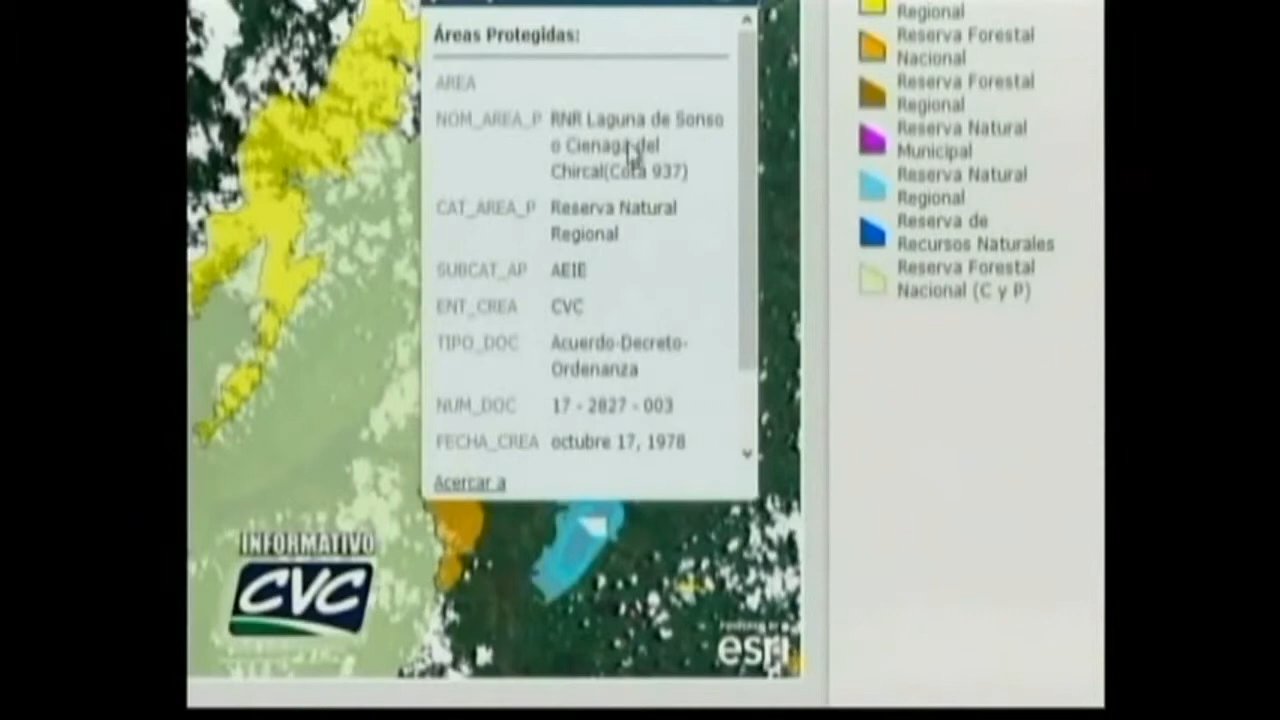 Áreas Protegidas:
AREA
NOM_AREA_P RNR Laguna de Sonso
o Cienaga del
Chircal(Cota 937)
CAT_AREA_P Reserva Natural
Regional
SUBCAT_AP AEIE
ENT_CREA CVC
TIPO_DOC Acuerdo-Decreto-
Ordenanza
NUM_DOC 17 - 2827 - 003
FECHA_CREA octubre 17, 1978
Acercar a
Regional
Reserva Forestal
Nacional
Reserva Forestal
Regional
Reserva Natural
Municipal
Reserva Natural
Regional
Reserva de
Recursos Naturales
Reserva Forestal
Nacional (C y P)
INFORMATIVO
CVC
POWERED BY
esri